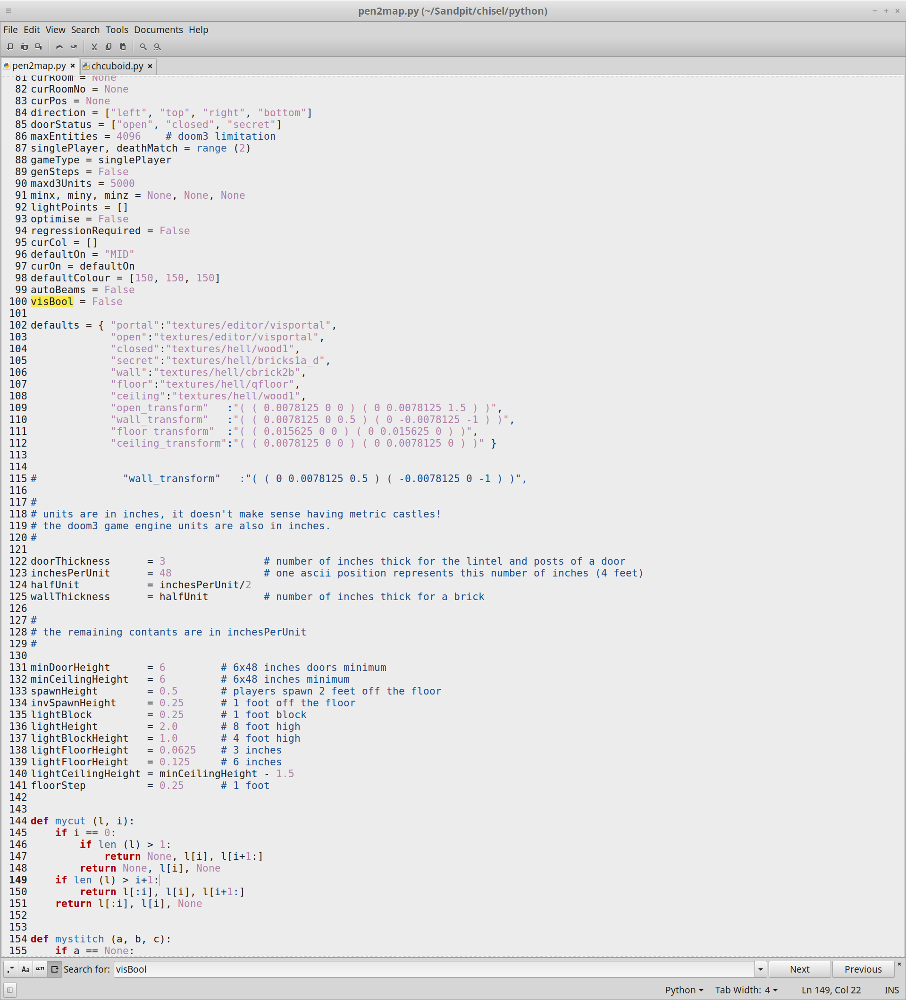 pen2map.py (~/Sandpit/chisel/python)
File Edit View Search Tools Documents Help
pen2map.py × chcuboid.py ×
81 curRoom = None
82 curRoomNo = None
83 curPos = None
84 direction = ["left", "top", "right", "bottom"]
85 doorStatus = ["open", "closed", "secret"]
86 maxEntities = 4096    # doom3 limitation
87 singlePlayer, deathMatch = range (2)
88 gameType = singlePlayer
89 genSteps = False
90 maxd3Units = 5000
91 minx, miny, minz = None, None, None
92 lightPoints = []
93 optimise = False
94 regressionRequired = False
95 curCol = []
96 defaultOn = "MID"
97 curOn = defaultOn
98 defaultColour = [150, 150, 150]
99 autoBeams = False
100 visBool = False
101
102 defaults = { "portal":"textures/editor/visportal",
103              "open":"textures/editor/visportal",
104              "closed":"textures/hell/wood1",
105              "secret":"textures/hell/bricks1a_d",
106              "wall":"textures/hell/cbrick2b",
107              "floor":"textures/hell/qfloor",
108              "ceiling":"textures/hell/wood1",
109              "open_transform"   :"( ( 0.0078125 0 0 ) ( 0 0.0078125 1.5 ) )",
110              "wall_transform"   :"( ( 0.0078125 0 0.5 ) ( 0 -0.0078125 -1 ) )",
111              "floor_transform"  :"( ( 0.015625 0 0 ) ( 0 0.015625 0 ) )",
112              "ceiling_transform":"( ( 0.0078125 0 0 ) ( 0 0.0078125 0 ) )" }
113
114
115 #              "wall_transform"   :"( ( 0 0.0078125 0.5 ) ( -0.0078125 0 -1 ) )",
116
117 #
118 # units are in inches, it doesn't make sense having metric castles!
119 # the doom3 game engine units are also in inches.
120 #
121
122 doorThickness      = 3                # number of inches thick for the lintel and posts of a door
123 inchesPerUnit      = 48               # one ascii position represents this number of inches (4 feet)
124 halfUnit           = inchesPerUnit/2
125 wallThickness      = halfUnit         # number of inches thick for a brick
126
127 #
128 # the remaining contants are in inchesPerUnit
129 #
130
131 minDoorHeight      = 6         # 6x48 inches doors minimum
132 minCeilingHeight   = 6         # 6x48 inches minimum
133 spawnHeight        = 0.5       # players spawn 2 feet off the floor
134 invSpawnHeight     = 0.25      # 1 foot off the floor
135 lightBlock         = 0.25      # 1 foot block
136 lightHeight        = 2.0       # 8 foot high
137 lightBlockHeight   = 1.0       # 4 foot high
138 lightFloorHeight   = 0.0625    # 3 inches
139 lightFloorHeight   = 0.125     # 6 inches
140 lightCeilingHeight = minCeilingHeight - 1.5
141 floorStep          = 0.25      # 1 foot
142
143
144 def mycut (l, i):
145     if i == 0:
146         if len (l) > 1:
147             return None, l[i], l[i+1:]
148         return None, l[i], None
149     if len (l) > i+1:
150         return l[:i], l[i], l[i+1:]
151     return l[:i], l[i], None
152
153
154 def mystitch (a, b, c):
155     if a == None:
.* Aa “” Search for: visBool Next Previous ×
Python Tab Width: 4 Ln 149, Col 22 INS